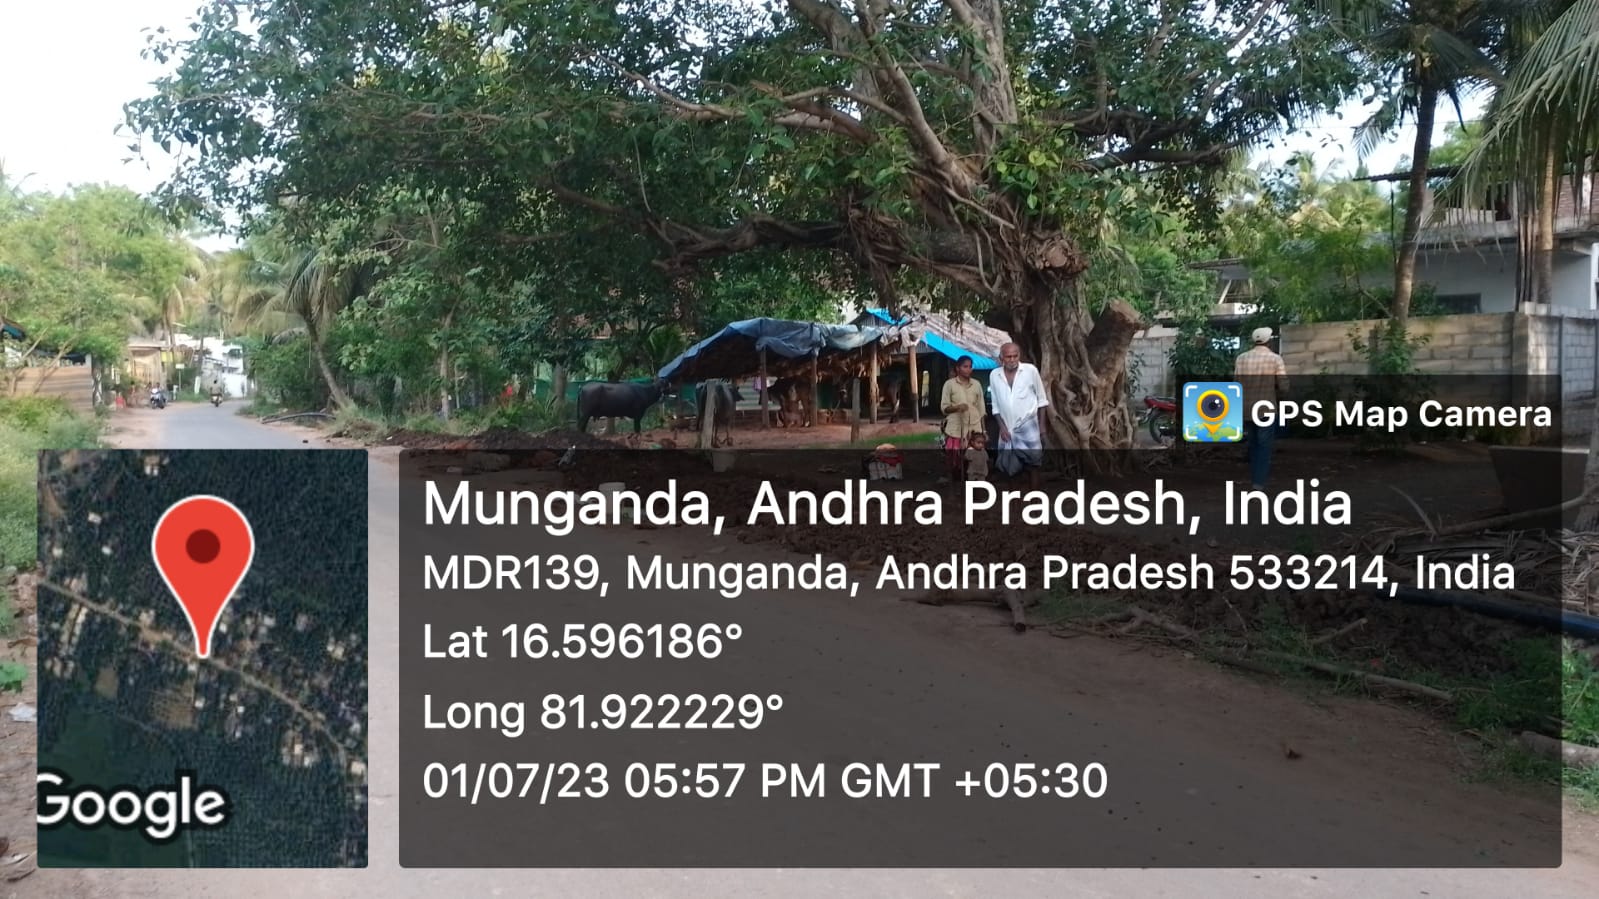 GPS Map Camera
Munganda, Andhra Pradesh, India
MDR139, Munganda, Andhra Pradesh 533214, India
Lat 16.596186°
Long 81.922229°
01/07/23 05:57 PM GMT +05:30
Google